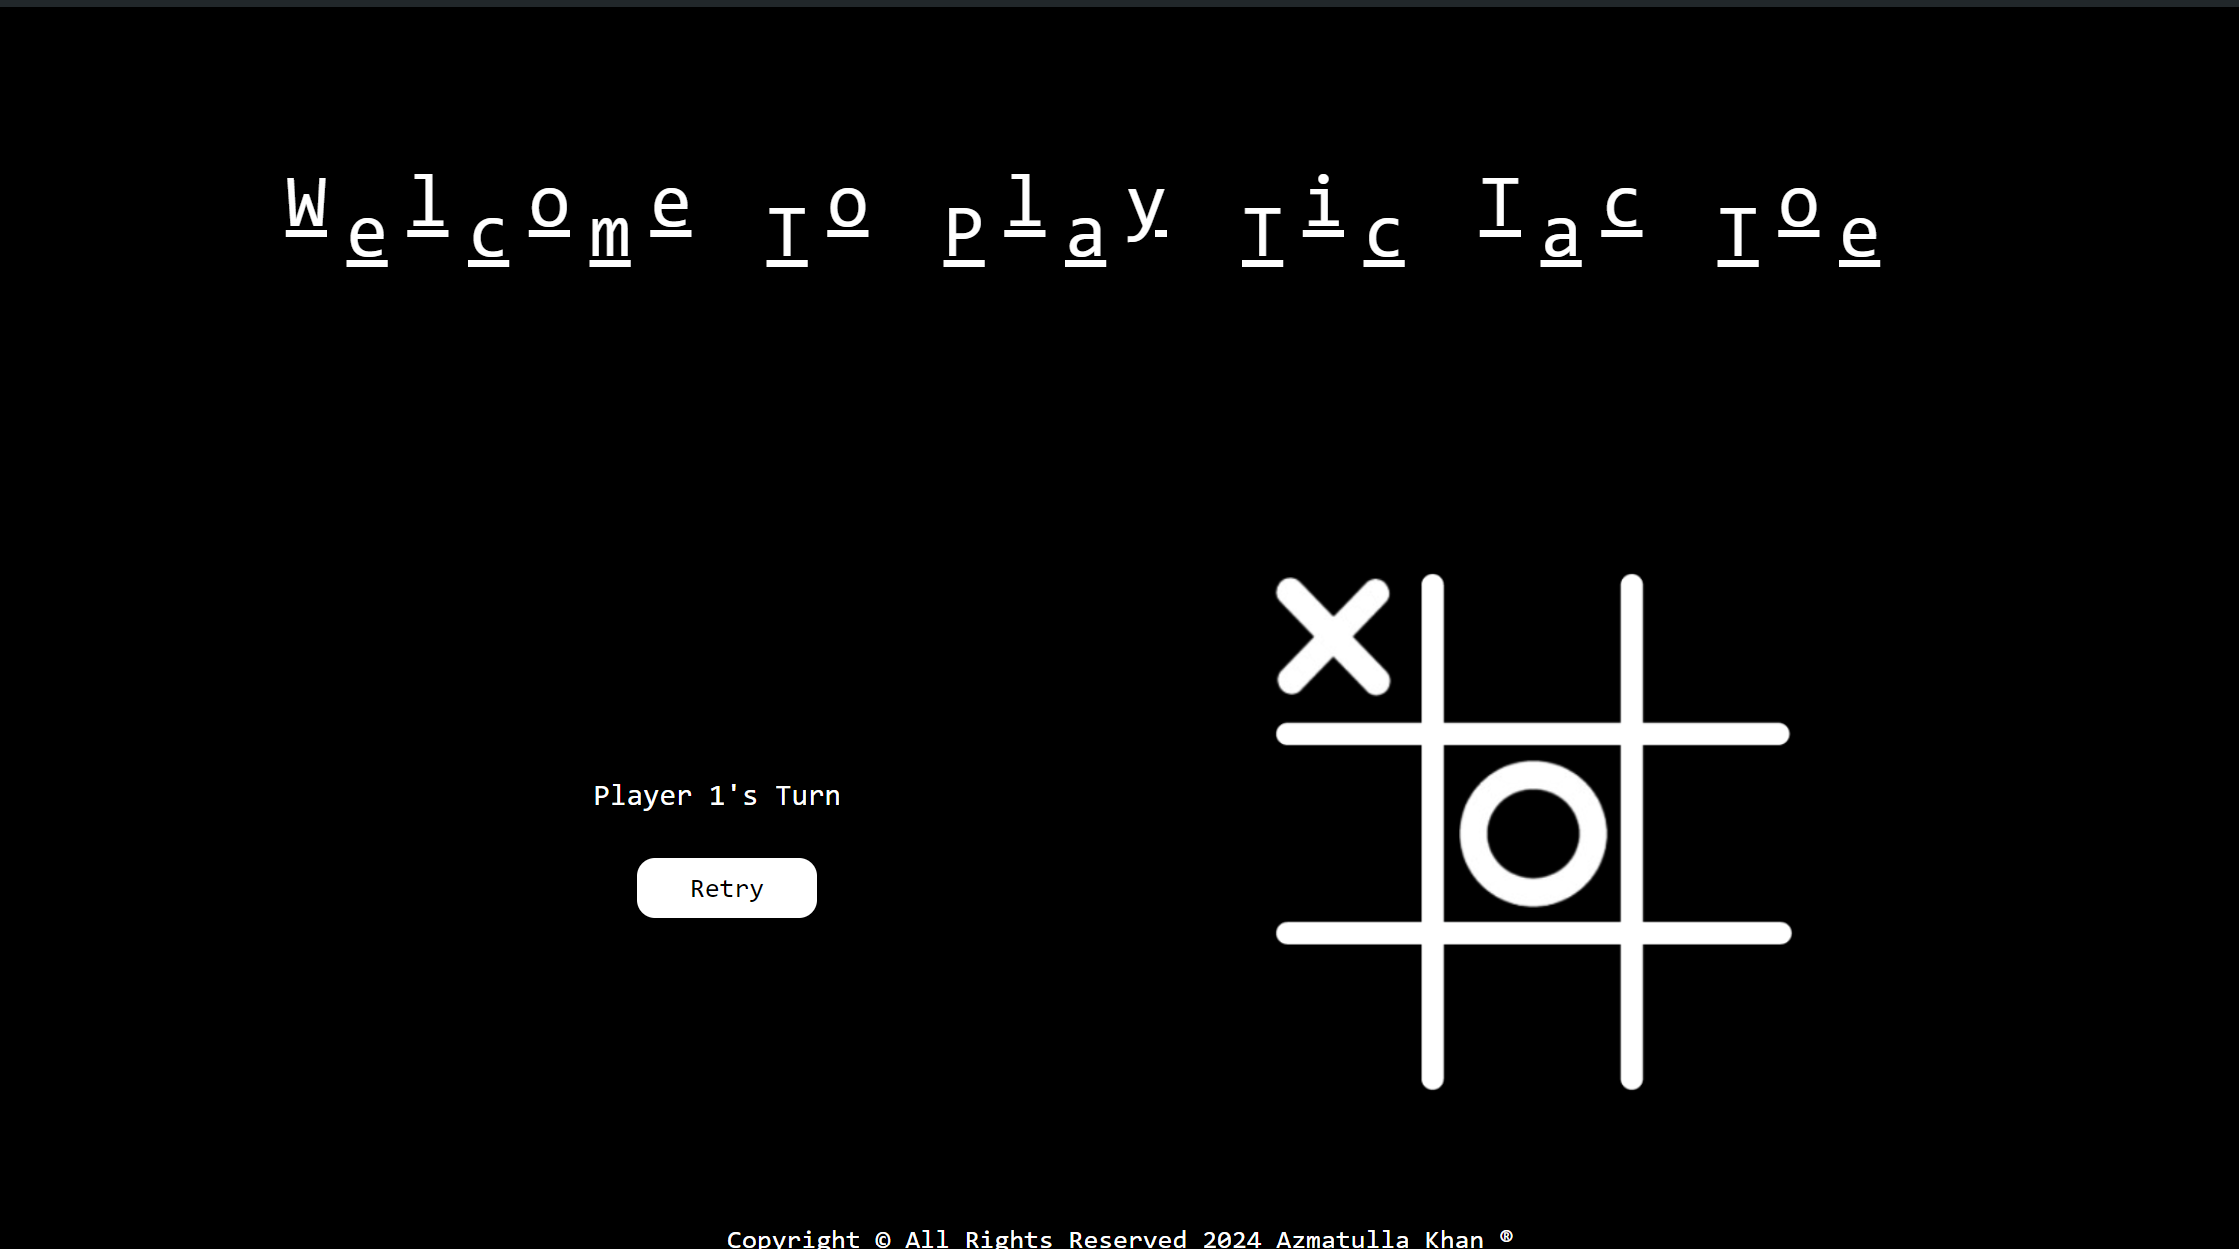 Welcome To Play Tic Tac Toe
Player 1's Turn
Retry
Copyright © All Rights Reserved 2024 Azmatulla Khan ®